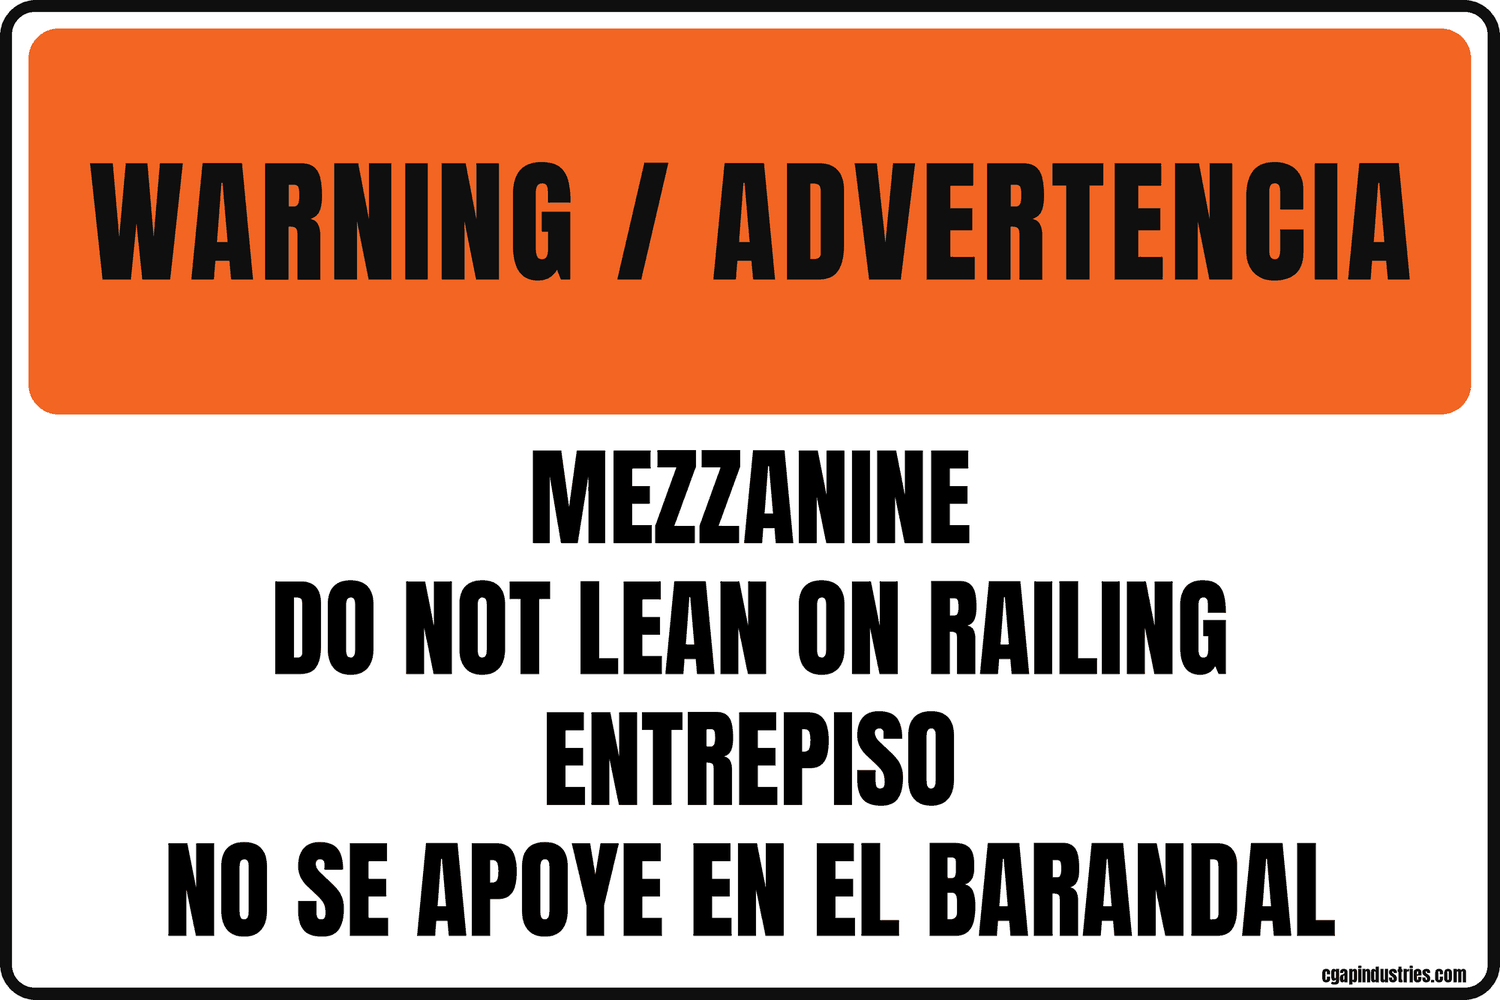 WARNING / ADVERTENCIA
MEZZANINE
DO NOT LEAN ON RAILING
ENTREPISO
NO SE APOYE EN EL BARANDAL
cgapindustries.com